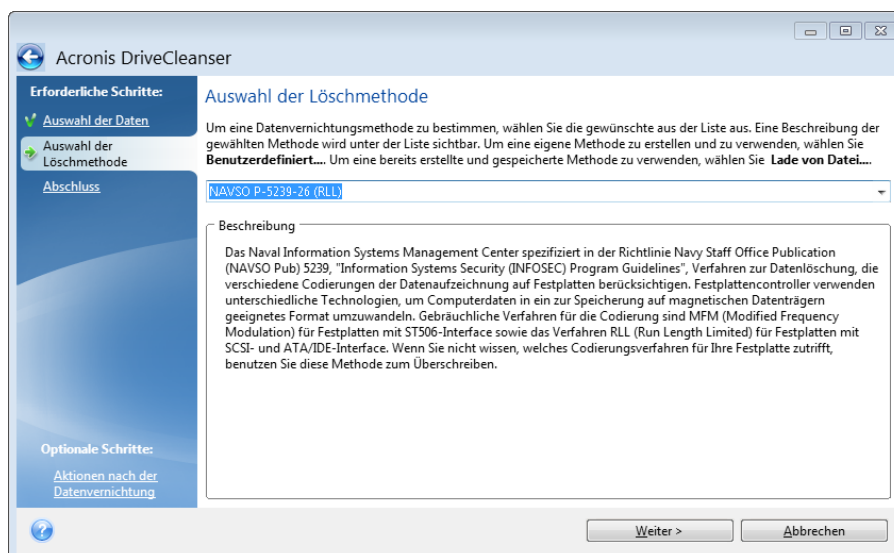 Acronis DriveCleanser
Erforderliche Schritte:
Auswahl der Daten
Auswahl der
Löschmethode
Abschluss
Optionale Schritte:
Aktionen nach der
Datenvernichtung
Auswahl der Löschmethode
Um eine Datenvernichtungsmethode zu bestimmen, wählen Sie die gewünschte aus der Liste aus. Eine Beschreibung der
gewählten Methode wird unter der Liste sichtbar. Um eine eigene Methode zu erstellen und zu verwenden, wählen Sie
Benutzerdefiniert.... Um eine bereits erstellte und gespeicherte Methode zu verwenden, wählen Sie Lade von Datei....
NAVSO P-5239-26 (RLL)
Beschreibung
Das Naval Information Systems Management Center spezifiziert in der Richtlinie Navy Staff Office Publication
(NAVSO Pub) 5239, "Information Systems Security (INFOSEC) Program Guidelines", Verfahren zur Datenlöschung, die
verschiedene Codierungen der Datenaufzeichnung auf Festplatten berücksichtigen. Festplattencontroller verwenden
unterschiedliche Technologien, um Computerdaten in ein zur Speicherung auf magnetischen Datenträgern
geeignetes Format umzuwandeln. Gebräuchliche Verfahren für die Codierung sind MFM (Modified Frequency
Modulation) für Festplatten mit ST506-Interface sowie das Verfahren RLL (Run Length Limited) für Festplatten mit
SCSI- und ATA/IDE-Interface. Wenn Sie nicht wissen, welches Codierungsverfahren für Ihre Festplatte zutrifft,
benutzen Sie diese Methode zum Überschreiben.
?
Weiter >
Abbrechen